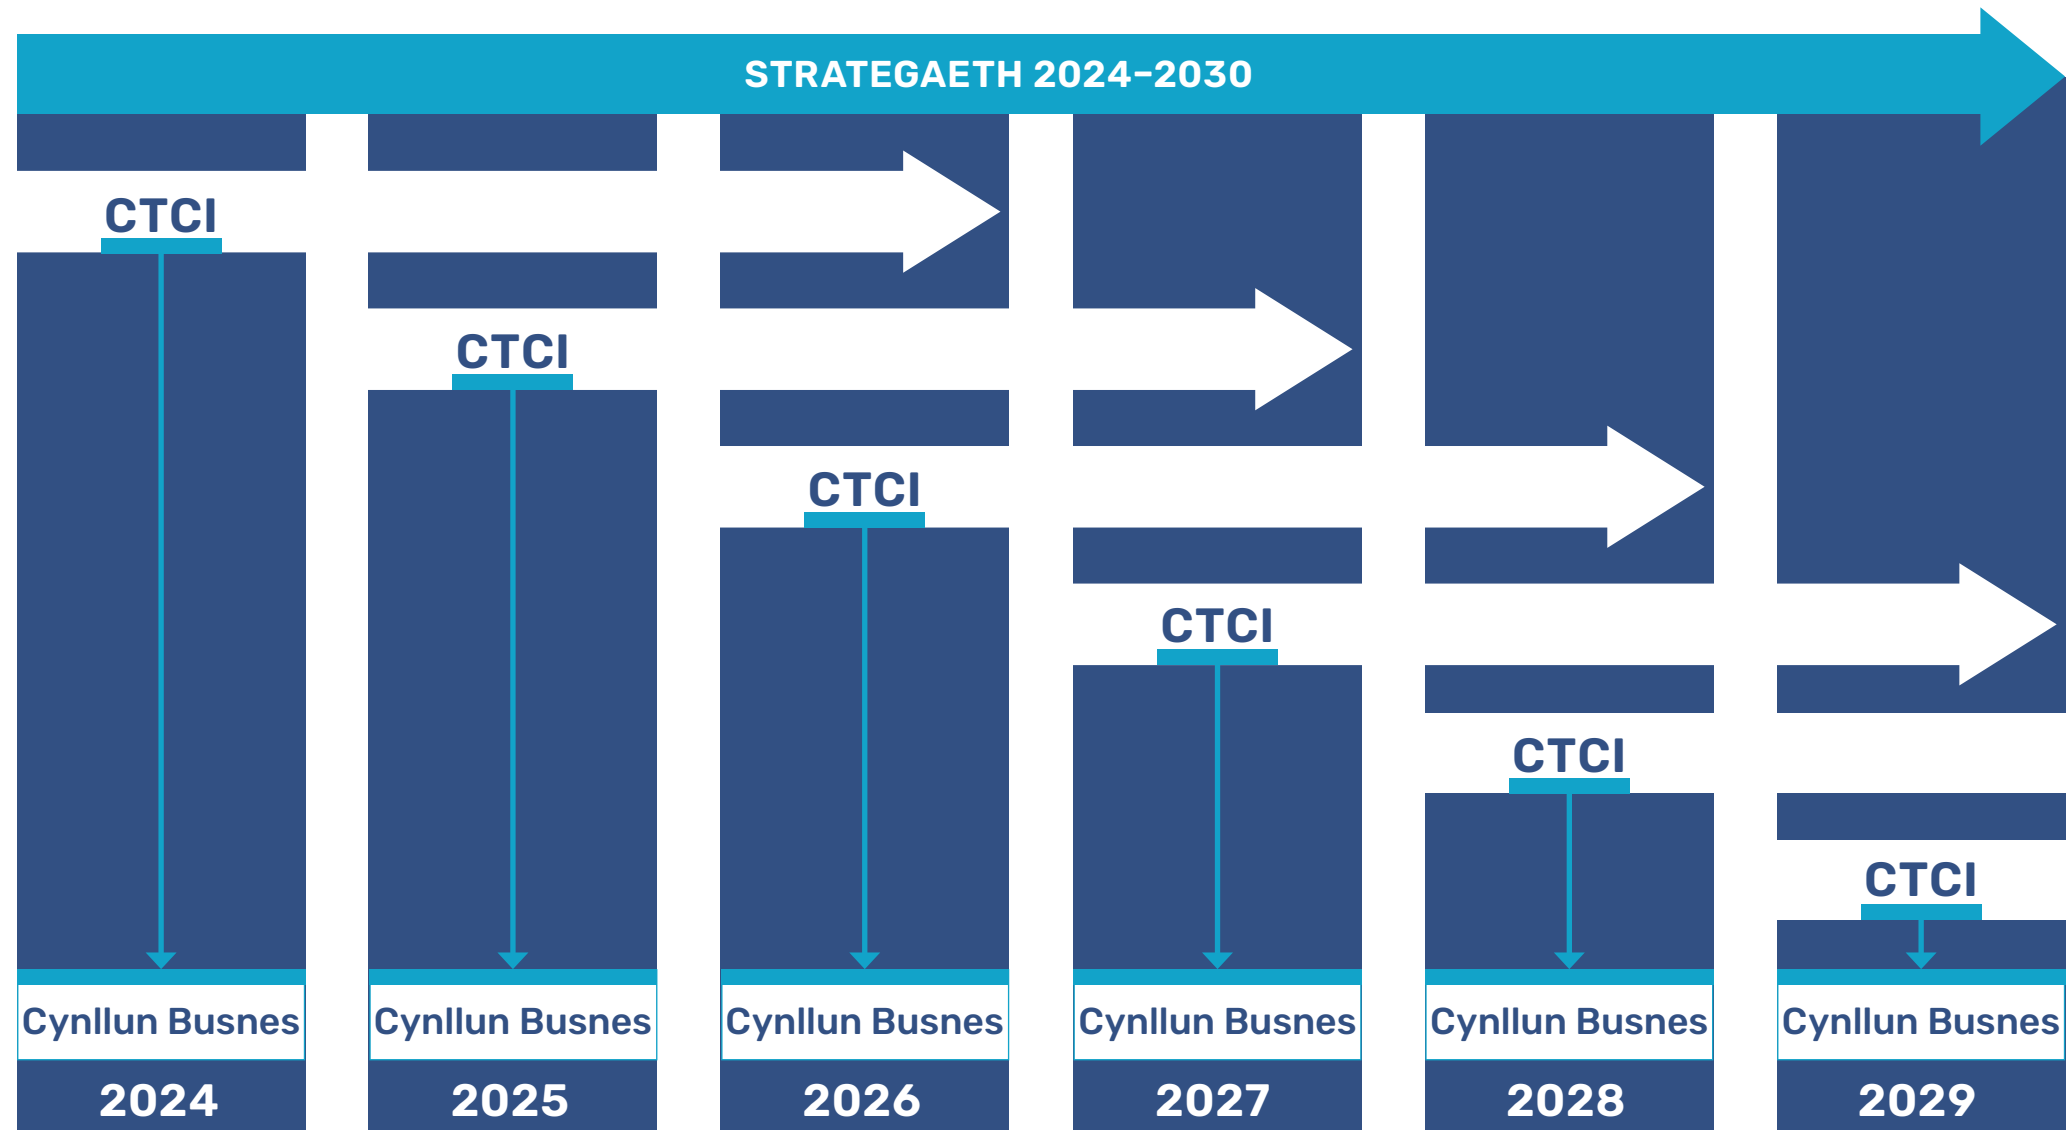 STRATEGAETH 2024–2030
CTCI
CTCI
CTCI
CTCI
CTCI
CTCI
Cynllun Busnes
Cynllun Busnes
Cynllun Busnes
Cynllun Busnes
Cynllun Busnes
Cynllun Busnes
2024
2025
2026
2027
2028
2029